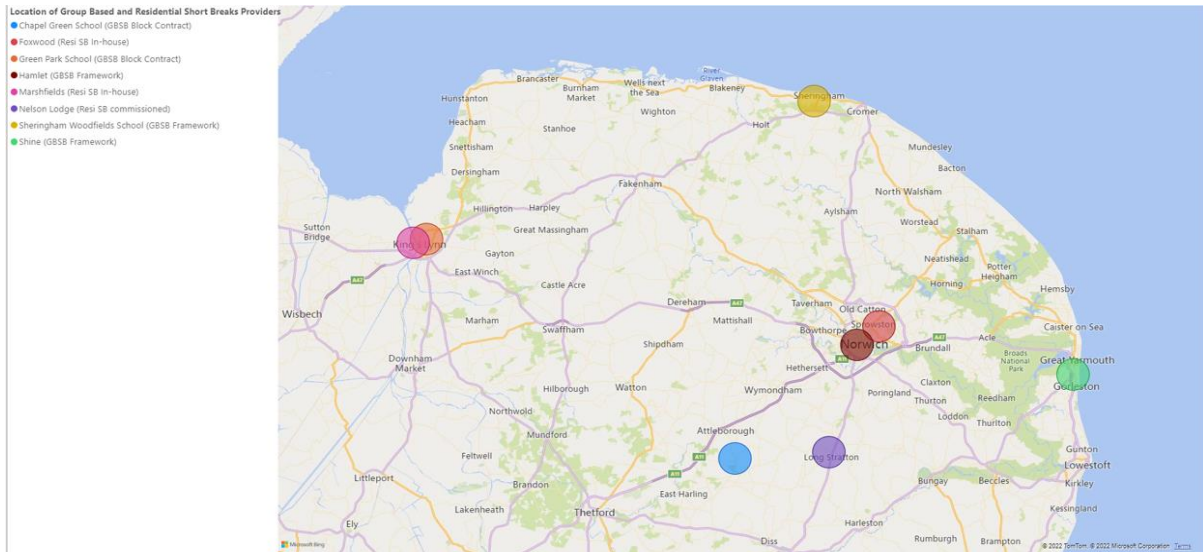 Location of Group Based and Residential Short Breaks Providers
Chapel Green School (GBSB Block Contract)
Foxwood (Resi SB In-house)
Green Park School (GBSB Block Contract)
Hamlet (GBSB Framework)
Marshfields (Resi SB In-house)
Nelson Lodge (Resi SB commissioned)
Sheringham Woodfields School (GBSB Framework)
Shine (GBSB Framework)
Brancaster
Burnham
Market
Wells next
the Sea
River
Glaven
Blakeney
Sheringham
Cromer
Hunstanton
Wighton
Holt
Heacham
Stanhoe
Mundesley
Snettisham
Bacton
Dersingham
Fakenham
North Walsham
Hillington
Harpley
Aylsham
Worstead
Stalham
Sutton
Bridge
Great Massingham
King's Lynn
Gayton
Neatishead
Potter
Heigham
East Winch
Horning
Hemsby
A47
Castle Acre
Wisbech
Marham
Dereham
A47
Mattishall
Taverham
Old Catton
Sprowston
Caister on Sea
Swaffham
Bowthorpe
Norwich
A47
Acle
Shipdham
Brundall
Broads
National
Park
Great Yarmouth
Downham
Market
Hethersett
A11
Gorleston
Hilborough
Watton
Wymondham
Poringland
Claxton
Thurton
Reedham
Northwold
Loddon
Thurlton
Mundford
Attleborough
Feltwell
A11
Long Stratton
Gunton
Lowestoft
Littleport
Brandon
A11
Bungay
Beccles
Kirkley
East Harling
Lakenheath
Thetford
Kessingland
Ely
Harleston
Diss
Rumburgh
Brampton
Microsoft Bing
© 2022 TomTom, © 2022 Microsoft Corporation Terms